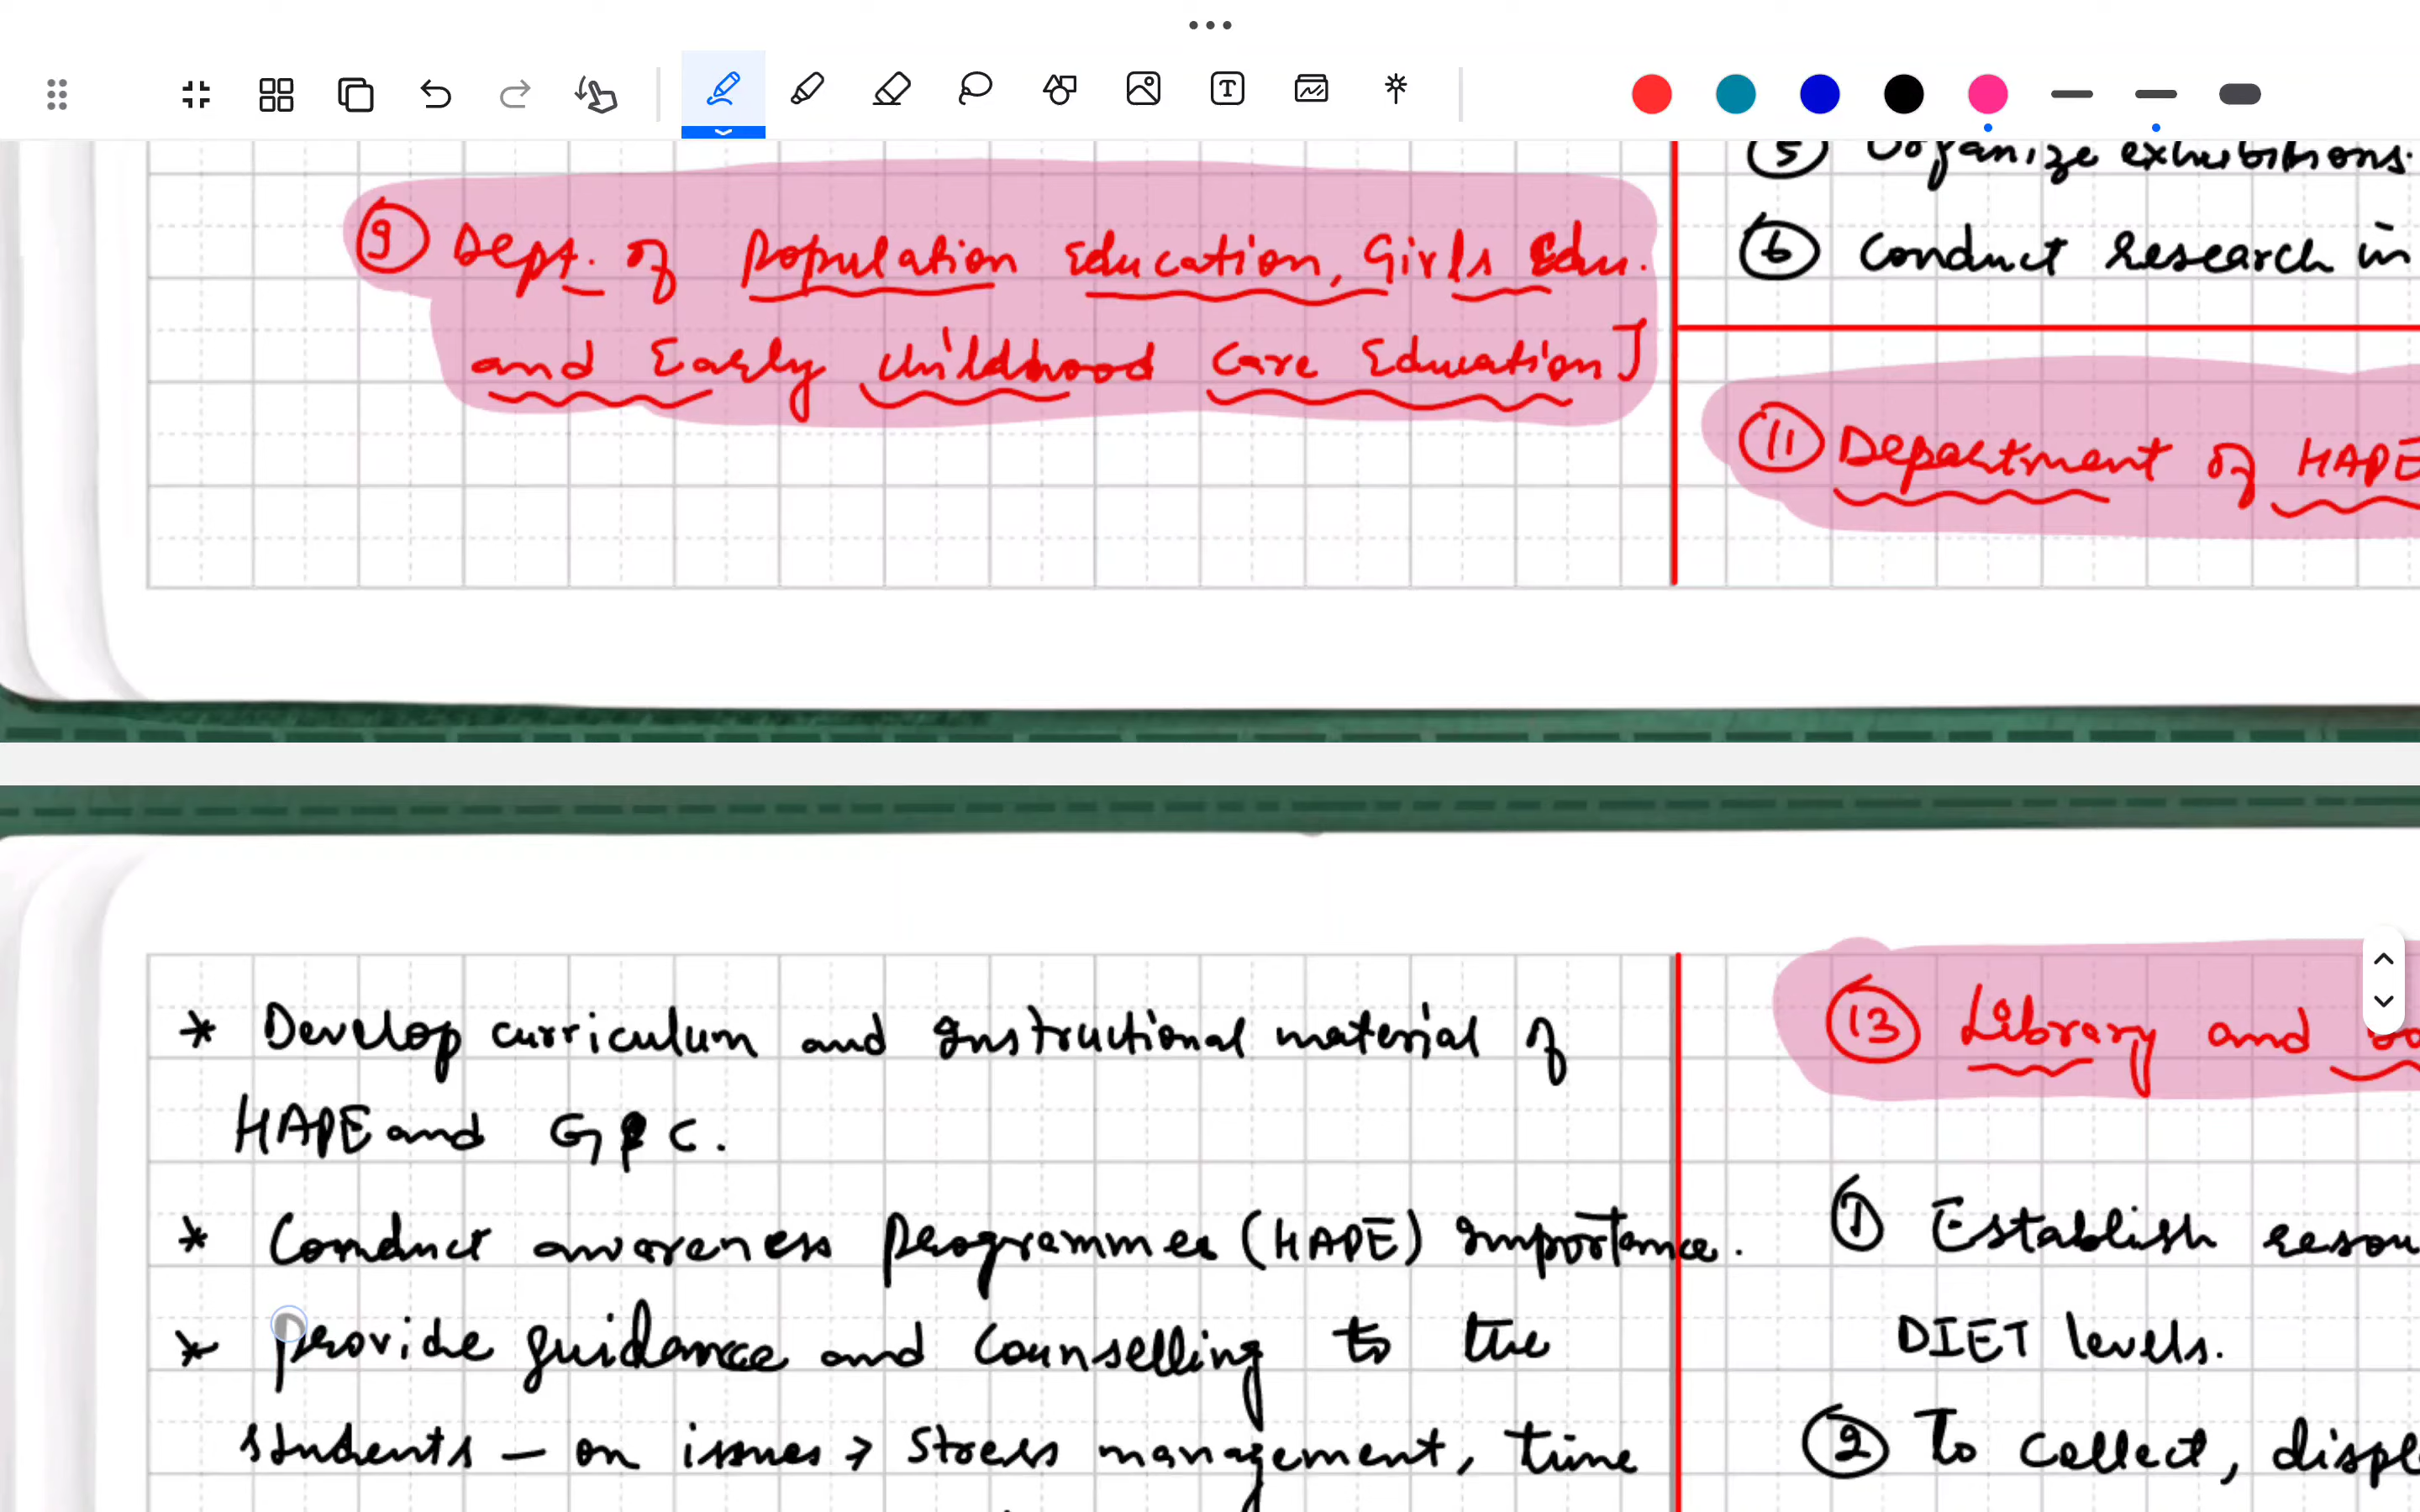 ⑨ Dept. of Population Education, Girls Edu.
and Early Childhood Care Education]
⑤ Organize exhibitions.
⑥ Conduct Research in
⑪ Department of HAPE
* Develop curriculum and Instructional material of
HAPE and G & C.
* Conduct awareness Programmes (HAPE) Importance.
* Provide guidance and Counselling to the
students – on issues → Stress management, time
⑬ Library and
① Establish
DIET levels.
② To Collect,